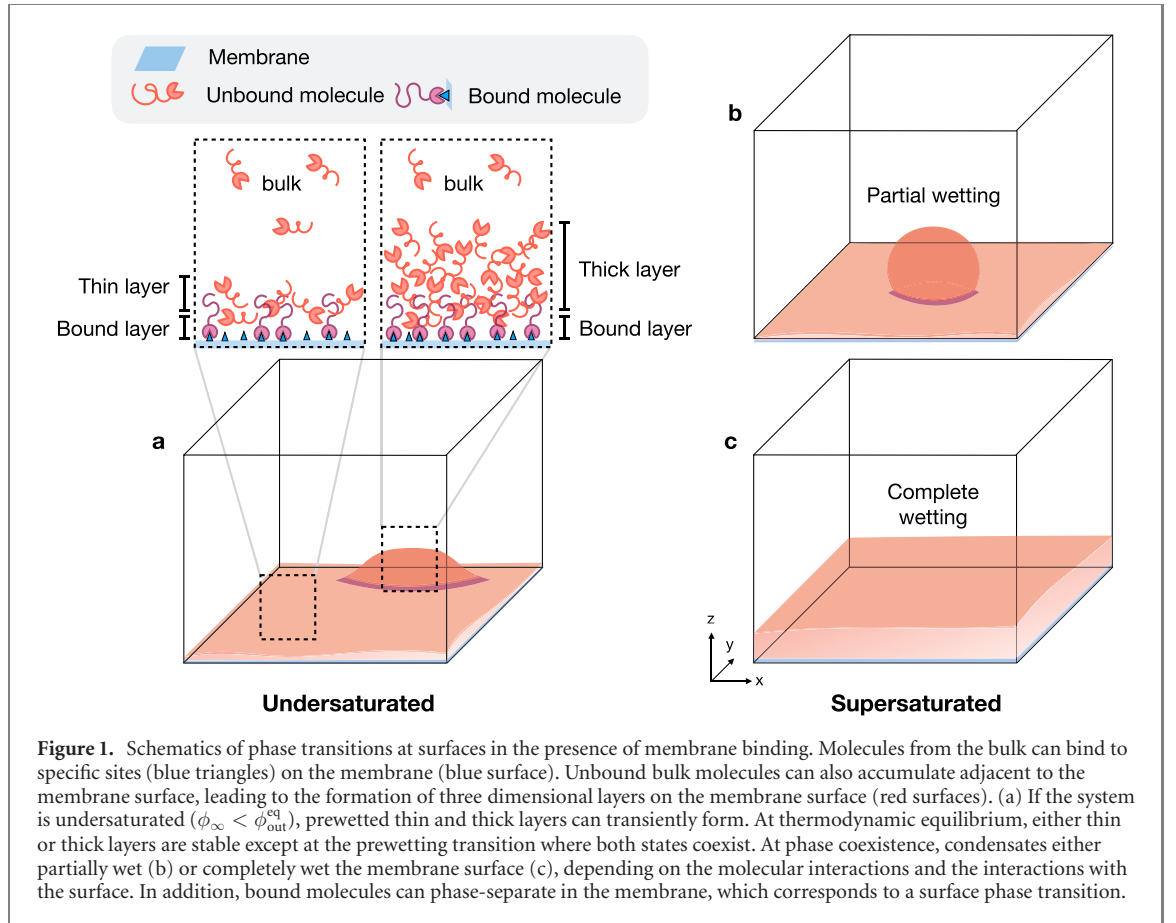 Membrane
Unbound molecule
Bound molecule
bulk
bulk
Thin layer
Bound layer
Thick layer
Bound layer
a
Undersaturated
b
Partial wetting
c
Complete
wetting
z
y
x
Supersaturated
Figure 1. Schematics of phase transitions at surfaces in the presence of membrane binding. Molecules from the bulk can bind to
specific sites (blue triangles) on the membrane (blue surface). Unbound bulk molecules can also accumulate adjacent to the
membrane surface, leading to the formation of three dimensional layers on the membrane surface (red surfaces). (a) If the system
is undersaturated (ϕ∞ < ϕ_out^eq), prewetted thin and thick layers can transiently form. At thermodynamic equilibrium, either thin
or thick layers are stable except at the prewetting transition where both states coexist. At phase coexistence, condensates either
partially wet (b) or completely wet the membrane surface (c), depending on the molecular interactions and the interactions with
the surface. In addition, bound molecules can phase-separate in the membrane, which corresponds to a surface phase transition.